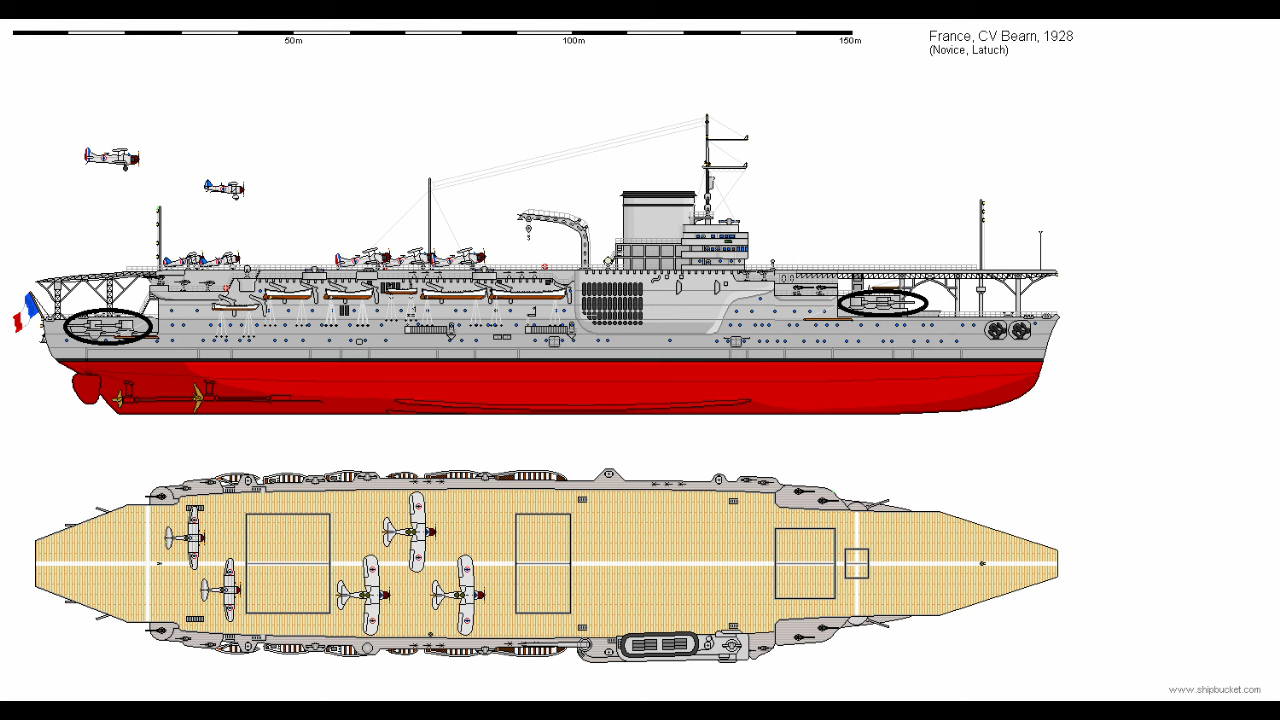 50m
100m
150m
France, CV Bearn, 1928
(Novice, Latuch)
www.shipbucket.com